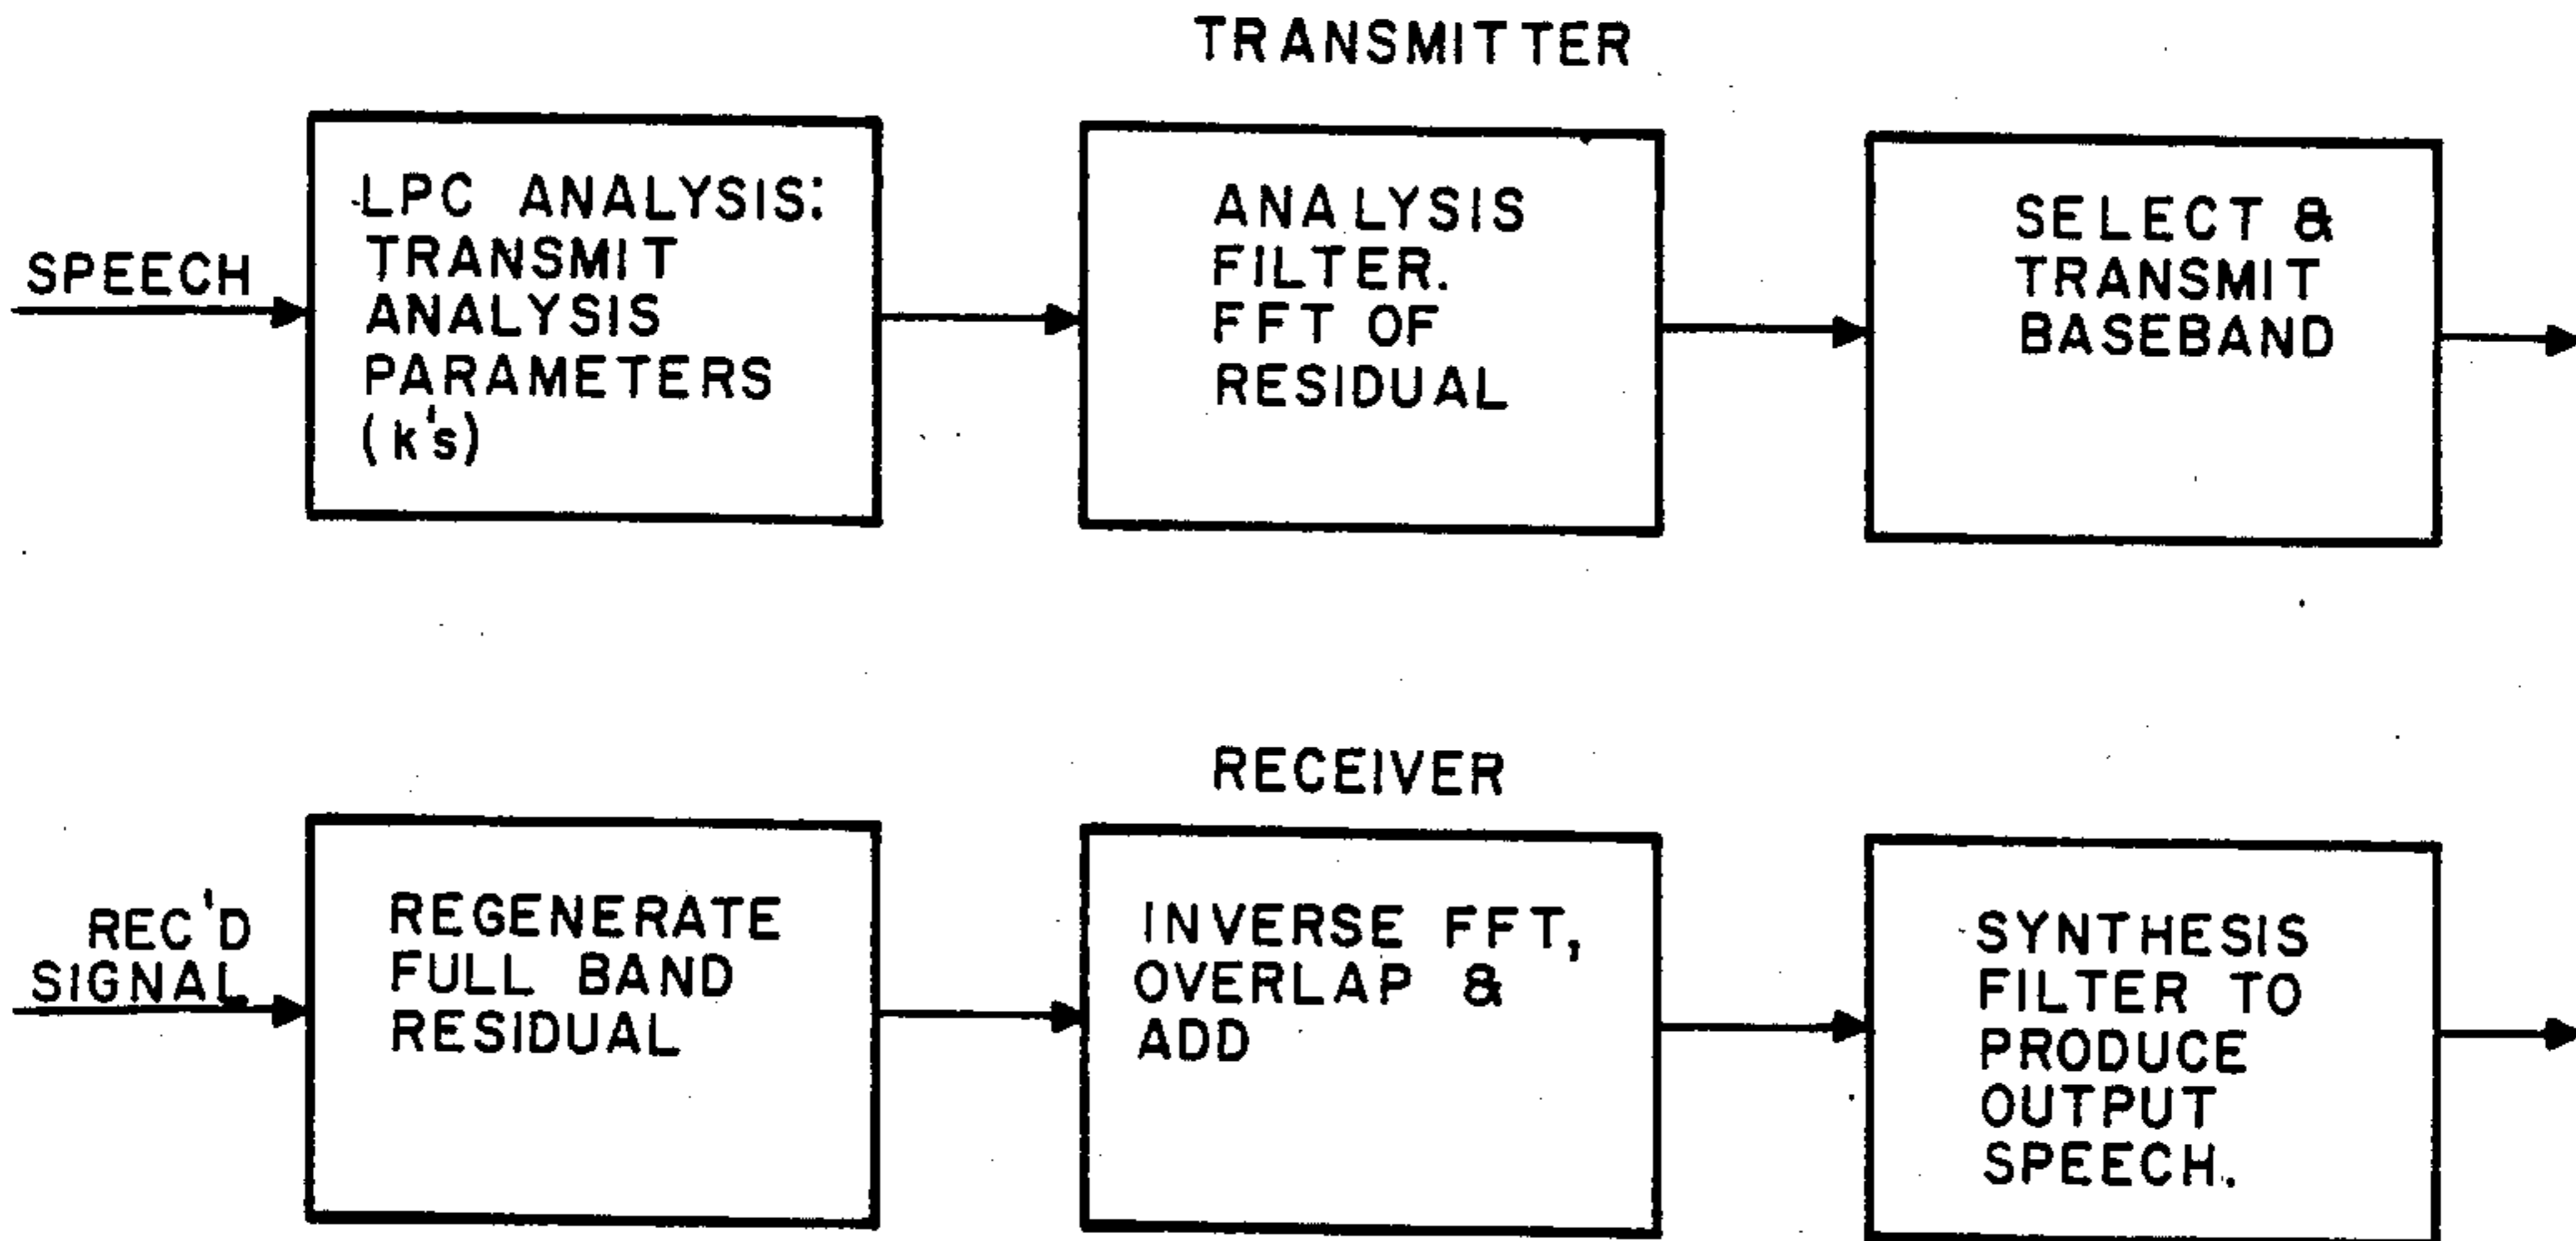 TRANSMITTER
SPEECH
LPC ANALYSIS:
TRANSMIT
ANALYSIS
PARAMETERS
(k's)
ANALYSIS
FILTER.
FFT OF
RESIDUAL
SELECT &
TRANSMIT
BASEBAND
RECEIVER
REC'D
SIGNAL
REGENERATE
FULL BAND
RESIDUAL
INVERSE FFT,
OVERLAP &
ADD
SYNTHESIS
FILTER TO
PRODUCE
OUTPUT
SPEECH.